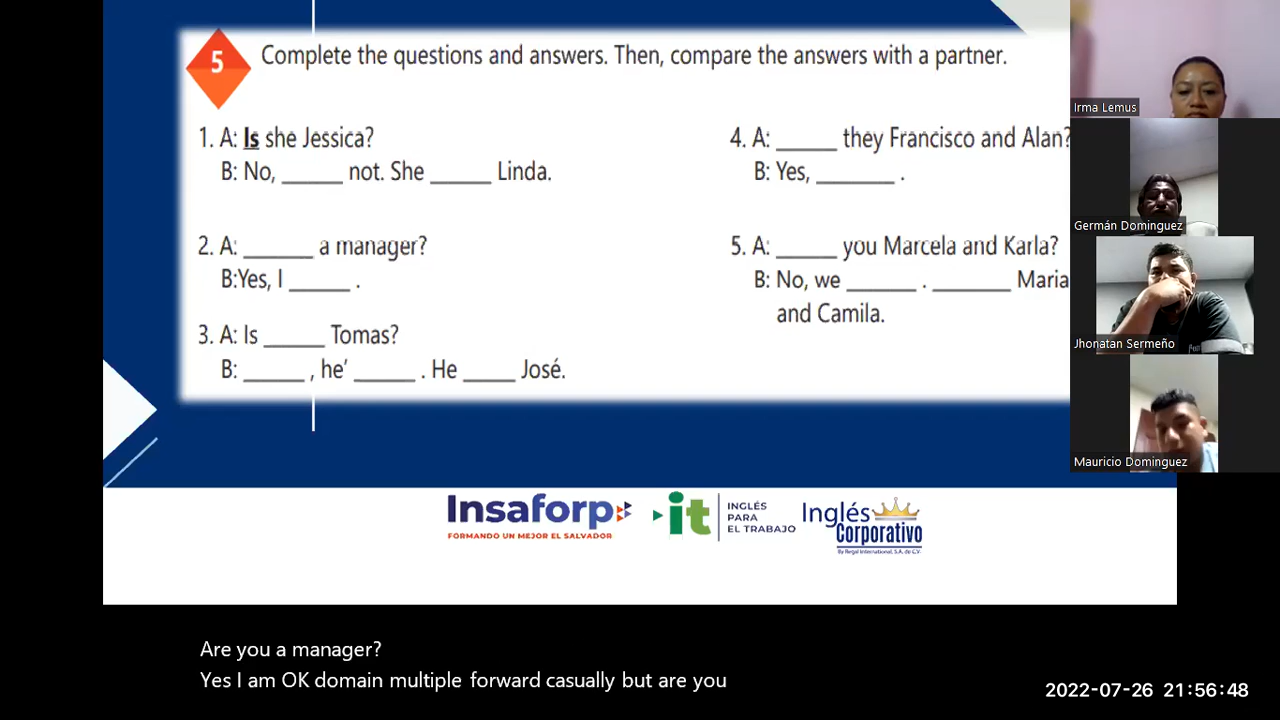 5
Complete the questions and answers. Then, compare the answers with a partner.
1. A: Is she Jessica?
B: No, ______ not. She ______ Linda.
2. A: _______ a manager?
B:Yes, I ______ .
3. A: Is ______ Tomas?
B: ______ , he' ______ . He _____ José.
4. A: ______ they Francisco and Alan?
B: Yes, ________ .
5. A: ______ you Marcela and Karla?
B: No, we _______ . ________ Maria
and Camila.
Irma Lemus
Germán Dominguez
Jhonatan Sermeño
Mauricio Dominguez
Insaforp
FORMANDO UN MEJOR EL SALVADOR
it
INGLÉS
PARA
EL TRABAJO
Inglés
Corporativo
By Regal International, S.A. de C.V.
Are you a manager?
Yes I am OK domain multiple forward casually but are you
2022-07-26 21:56:48